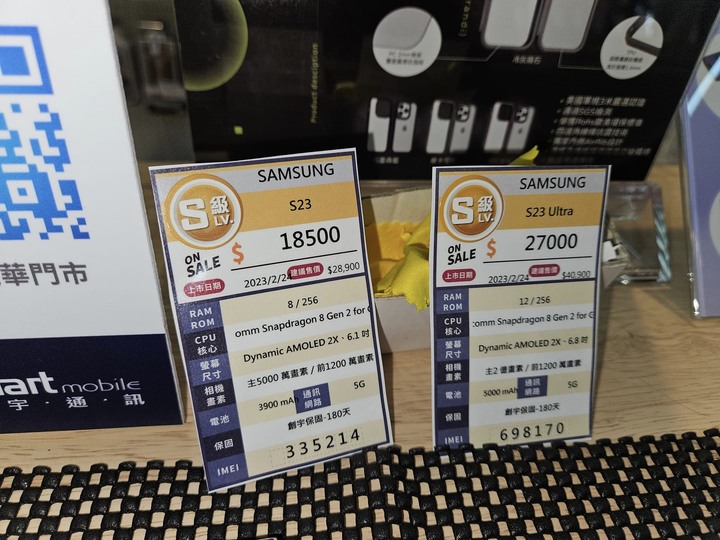 Product desciption
華門市
art mobile
宇・通・訊
SAMSUNG
S級
LV.
S23
ON
SALE
$ 18500
上市日期
2023/2/24
建議售價
$28,900
RAM
ROM
8 / 256
CPU
核心
omm Snapdragon 8 Gen 2 for G
螢幕
尺寸
Dynamic AMOLED 2X、6.1 吋
相機
畫素
主5000 萬畫素 / 前1200 萬畫素
電池
3900 mAh
通訊
網路
5G
保固
創宇保固-180天
IMEI
335214
SAMSUNG
S級
LV.
S23 Ultra
ON
SALE
$ 27000
上市日期
2023/2/24
建議售價
$40,900
RAM
ROM
12 / 256
CPU
核心
omm Snapdragon 8 Gen 2 for G
螢幕
尺寸
Dynamic AMOLED 2X、6.8 吋
相機
畫素
主2 億畫素 / 前1200 萬畫素
電池
5000 mAh
通訊
網路
5G
保固
創宇保固-180天
IMEI
698170